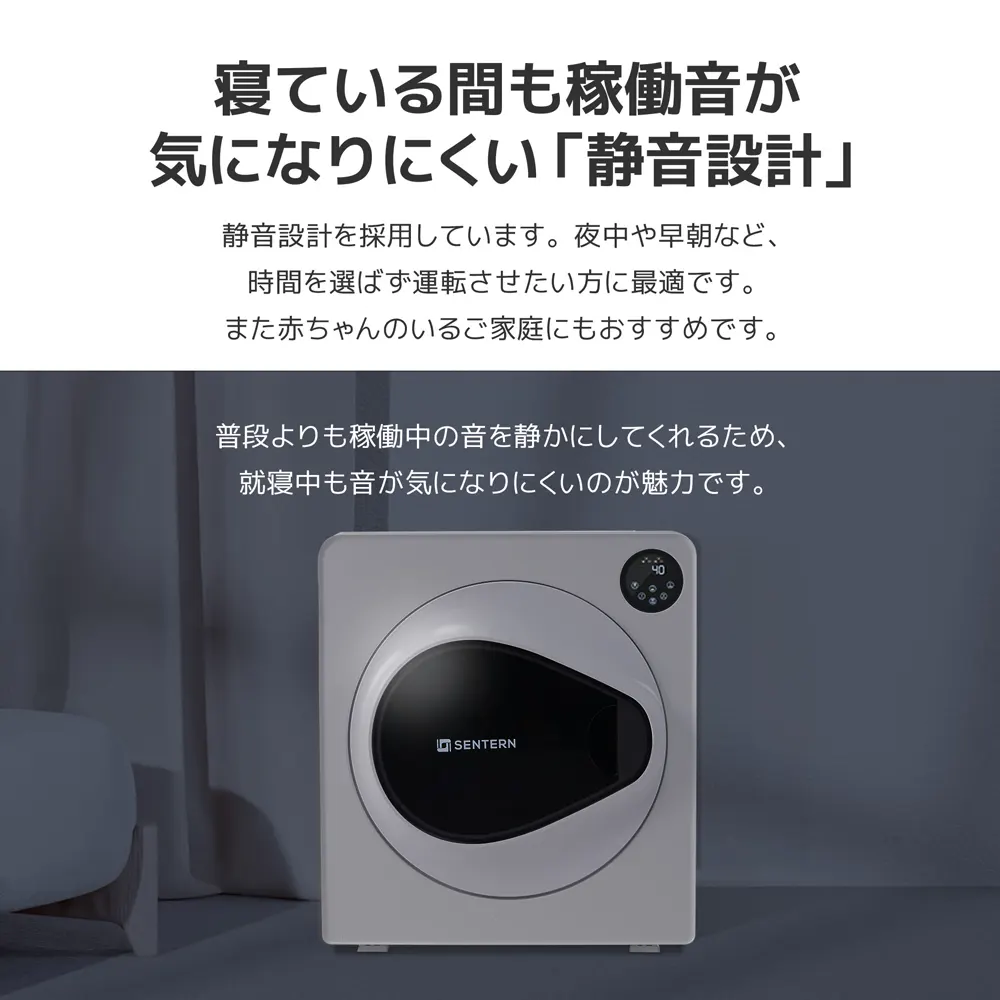 寝ている間も稼働音が
気になりにくい「静音設計」
静音設計を採用しています。夜中や早朝など、
時間を選ばず運転させたい方に最適です。
また赤ちゃんのいるご家庭にもおすすめです。
普段よりも稼働中の音を静かにしてくれるため、
就寝中も音が気になりにくいのが魅力です。
40
SENTERN